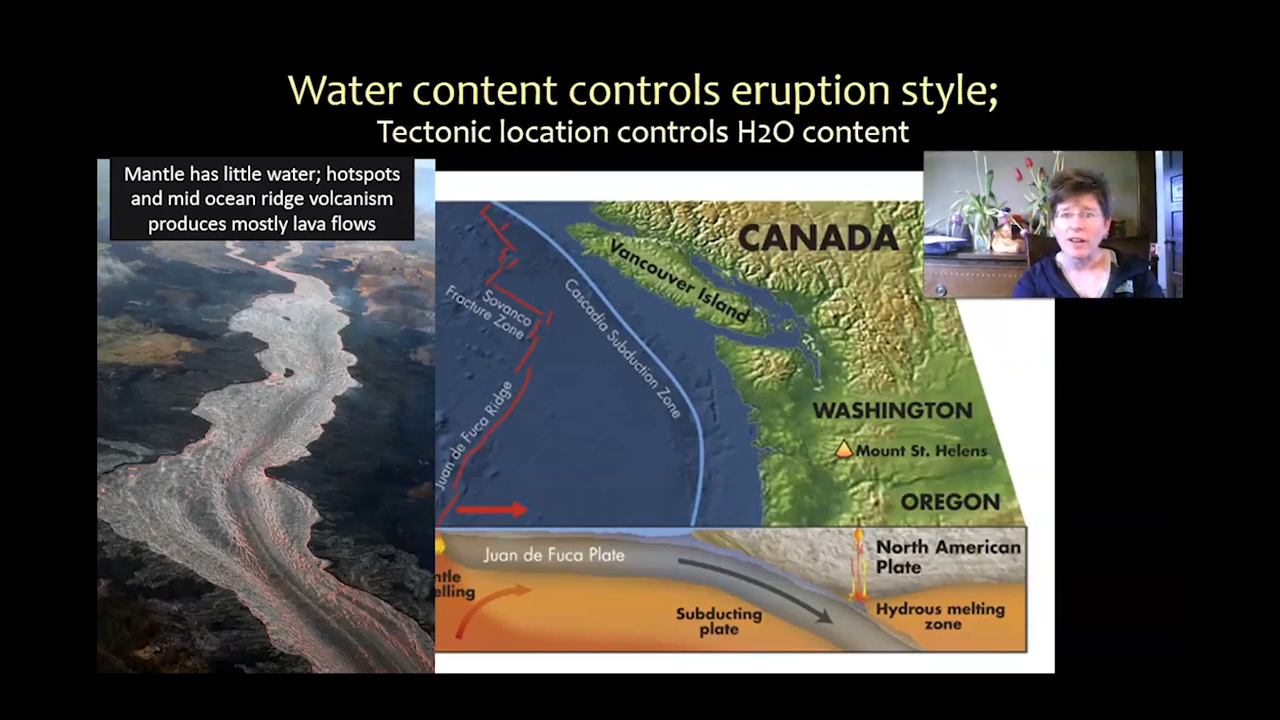 Water content controls eruption style;
Tectonic location controls H2O content
Mantle has little water; hotspots
and mid ocean ridge volcanism
produces mostly lava flows
CANADA
Vancouver Island
Sovanco
Fracture Zone
Cascadia Subduction Zone
Juan de Fuca Ridge
WASHINGTON
Mount St. Helens
OREGON
Juan de Fuca Plate
North American
Plate
ntle
elling
Subducting
plate
Hydrous melting
zone